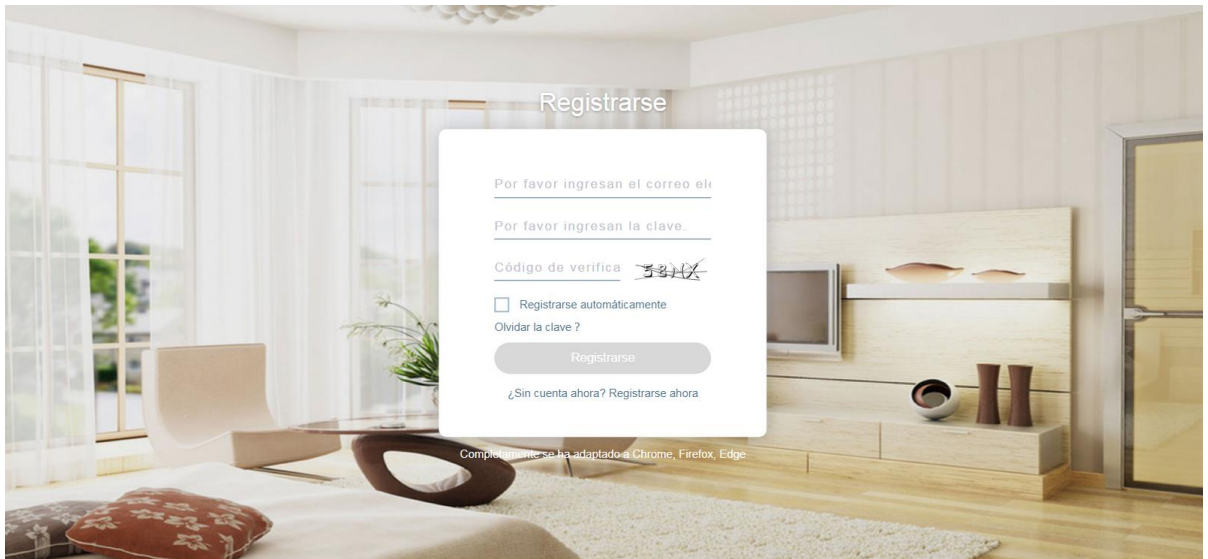 Registrarse
Por favor ingresan el correo ele
Por favor ingresan la clave.
Código de verifica
Registrarse automáticamente
Olvidar la clave ?
Registrarse
¿Sin cuenta ahora? Registrarse ahora
Completamente se ha adaptado a Chrome, Firefox, Edge